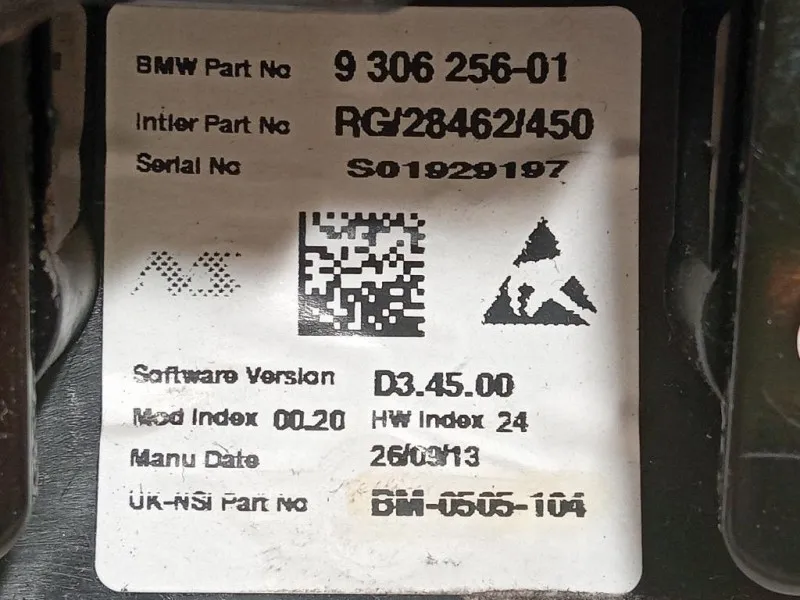 BMW Part No 9 306 256-01
Intier Part No RG/28462/450
Serial No S01929197
Software Version D3.45.00
Mod Index 00.20 HW Index 24
Manu Date 26/09/13
UK-NSI Part No BM-0505-104